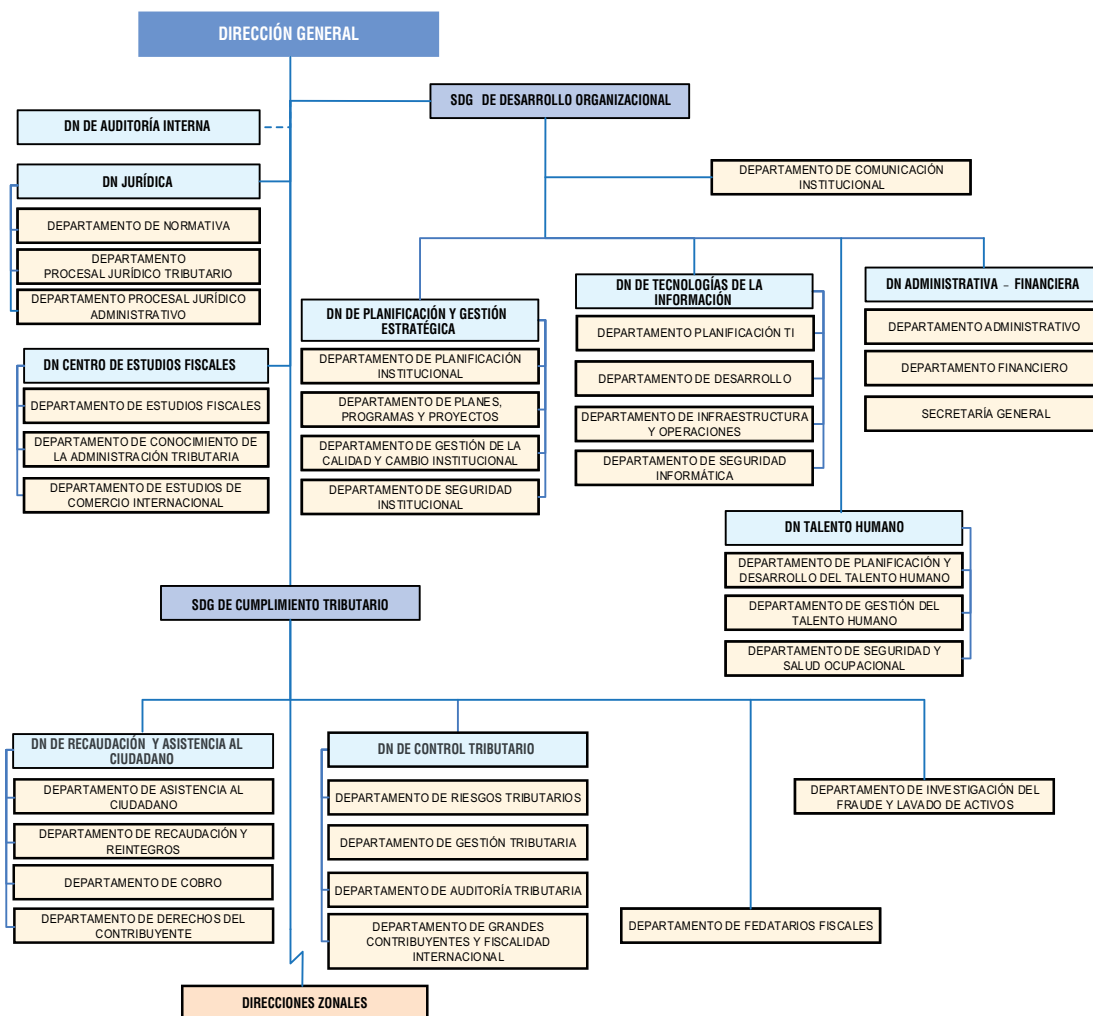 DIRECCIÓN GENERAL
SDG DE DESARROLLO ORGANIZACIONAL
DN DE AUDITORÍA INTERNA
DEPARTAMENTO DE COMUNICACIÓN
INSTITUCIONAL
DN JURÍDICA
DEPARTAMENTO DE NORMATIVA
DEPARTAMENTO
PROCESAL JURÍDICO TRIBUTARIO
DEPARTAMENTO PROCESAL JURÍDICO
ADMINISTRATIVO
DN CENTRO DE ESTUDIOS FISCALES
DEPARTAMENTO DE ESTUDIOS FISCALES
DEPARTAMENTO DE CONOCIMIENTO DE
LA ADMINISTRACIÓN TRIBUTARIA
DEPARTAMENTO DE ESTUDIOS DE
COMERCIO INTERNACIONAL
DN DE PLANIFICACIÓN Y GESTIÓN
ESTRATÉGICA
DEPARTAMENTO DE PLANIFICACIÓN
INSTITUCIONAL
DEPARTAMENTO DE PLANES,
PROGRAMAS Y PROYECTOS
DEPARTAMENTO DE GESTIÓN DE LA
CALIDAD Y CAMBIO INSTITUCIONAL
DEPARTAMENTO DE SEGURIDAD
INSTITUCIONAL
DN DE TECNOLOGÍAS DE LA
INFORMACIÓN
DEPARTAMENTO PLANIFICACIÓN TI
DEPARTAMENTO DE DESARROLLO
DEPARTAMENTO DE INFRAESTRUCTURA
Y OPERACIONES
DEPARTAMENTO DE SEGURIDAD
INFORMÁTICA
DN ADMINISTRATIVA – FINANCIERA
DEPARTAMENTO ADMINISTRATIVO
DEPARTAMENTO FINANCIERO
SECRETARÍA GENERAL
DN TALENTO HUMANO
DEPARTAMENTO DE PLANIFICACIÓN Y
DESARROLLO DEL TALENTO HUMANO
DEPARTAMENTO DE GESTIÓN DEL
TALENTO HUMANO
DEPARTAMENTO DE SEGURIDAD Y
SALUD OCUPACIONAL
SDG DE CUMPLIMIENTO TRIBUTARIO
DN DE RECAUDACIÓN Y ASISTENCIA AL
CIUDADANO
DEPARTAMENTO DE ASISTENCIA AL
CIUDADANO
DEPARTAMENTO DE RECAUDACIÓN Y
REINTEGROS
DEPARTAMENTO DE COBRO
DEPARTAMENTO DE DERECHOS DEL
CONTRIBUYENTE
DN DE CONTROL TRIBUTARIO
DEPARTAMENTO DE RIESGOS TRIBUTARIOS
DEPARTAMENTO DE GESTIÓN TRIBUTARIA
DEPARTAMENTO DE AUDITORÍA TRIBUTARIA
DEPARTAMENTO DE GRANDES
CONTRIBUYENTES Y FISCALIDAD
INTERNACIONAL
DEPARTAMENTO DE FEDATARIOS FISCALES
DEPARTAMENTO DE INVESTIGACIÓN DEL
FRAUDE Y LAVADO DE ACTIVOS
DIRECCIONES ZONALES